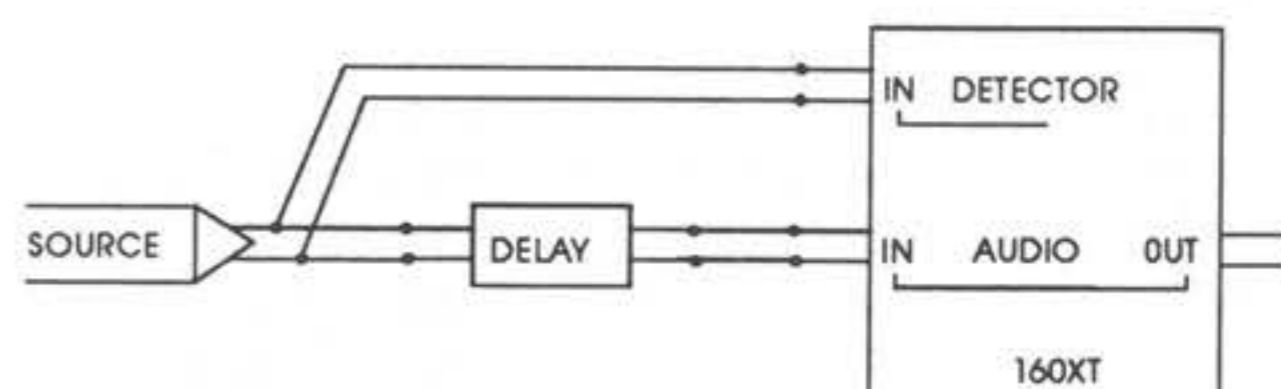 IN DETECTOR
SOURCE
DELAY
IN AUDIO OUT
160XT